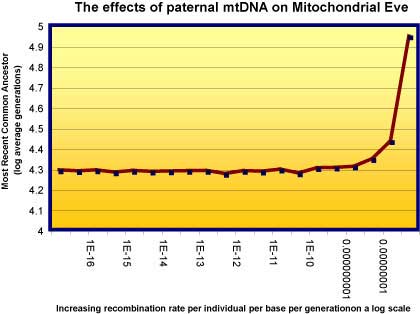 The effects of paternal mtDNA on Mitochondrial Eve
Most Recent Common Ancestor
(log average generations)
5
4.9
4.8
4.7
4.6
4.5
4.4
4.3
4.2
4.1
4
1E-16
1E-15
1E-14
1E-13
1E-12
1E-11
1E-10
0.000000001
0.00000001
Increasing recombination rate per individual per base per generationon a log scale